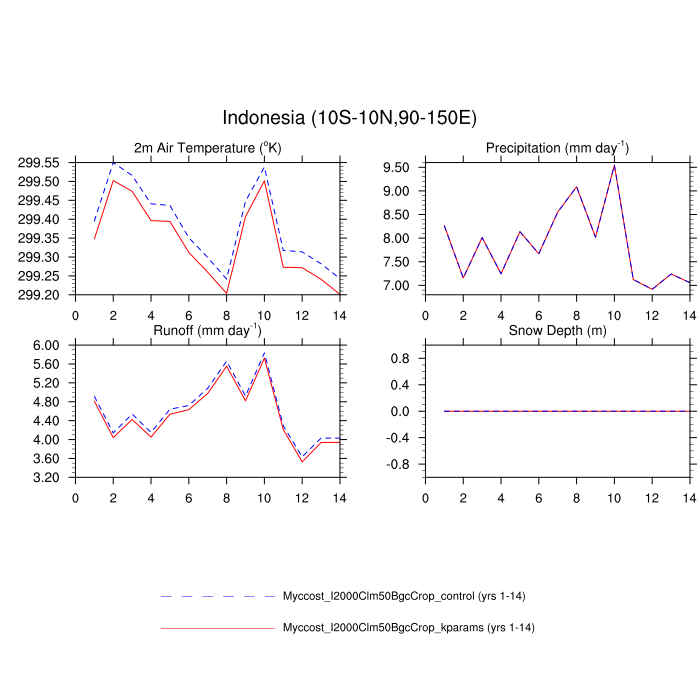 Indonesia (10S-10N,90-150E)
2m Air Temperature (°K)
Precipitation (mm day-1)
299.55
299.50
299.45
299.40
299.35
299.30
299.25
299.20
0 2 4 6 8 10 12 14
9.50
9.00
8.50
8.00
7.50
7.00
0 2 4 6 8 10 12 14
Runoff (mm day-1)
Snow Depth (m)
6.00
5.60
5.20
4.80
4.40
4.00
3.60
3.20
0 2 4 6 8 10 12 14
0.8
0.4
0.0
-0.4
-0.8
0 2 4 6 8 10 12 14
Myccost_I2000Clm50BgcCrop_control (yrs 1-14)
Myccost_I2000Clm50BgcCrop_kparams (yrs 1-14)